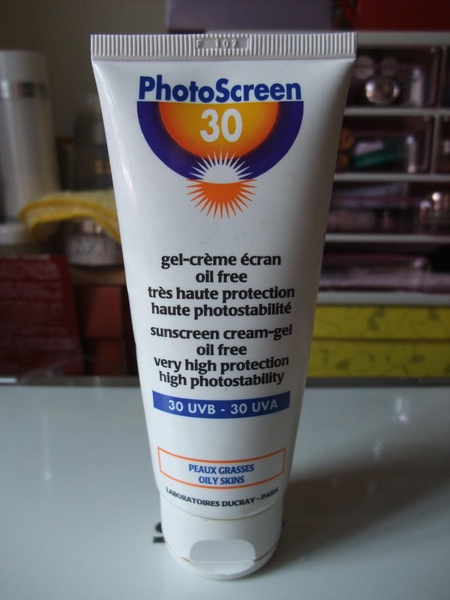 PhotoScreen
30
gel-crème écran
oil free
très haute protection
haute photostabilité
sunscreen cream-gel
oil free
very high protection
high photostability
30 UVB - 30 UVA
PEAUX GRASSES
OILY SKINS
LABORATOIRES DUCRAY - PARIS